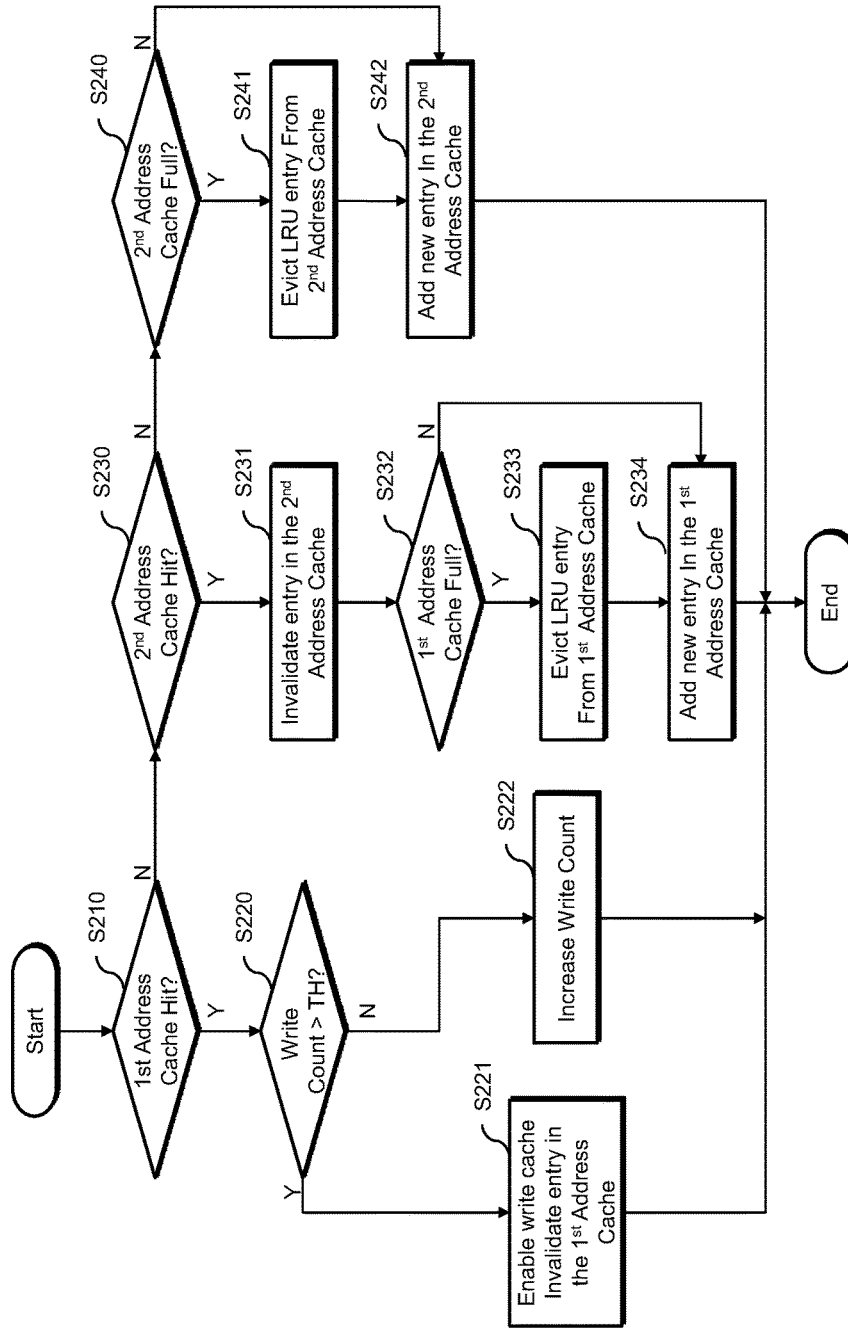 Start
S210
1st Address
Cache Hit?
N
Y
S220
Write
Count > TH?
Y
N
S221
Enable write cache
Invalidate entry in
the 1st Address
Cache
S222
Increase Write Count
S230
2nd Address
Cache Hit?
N
Y
S231
Invalidate entry in the 2nd
Address Cache
S232
1st Address
Cache Full?
N
Y
S233
Evict LRU entry
From 1st Address Cache
S234
Add new entry In the 1st
Address Cache
S240
2nd Address
Cache Full?
N
Y
S241
Evict LRU entry From
2nd Address Cache
S242
Add new entry In the 2nd
Address Cache
End